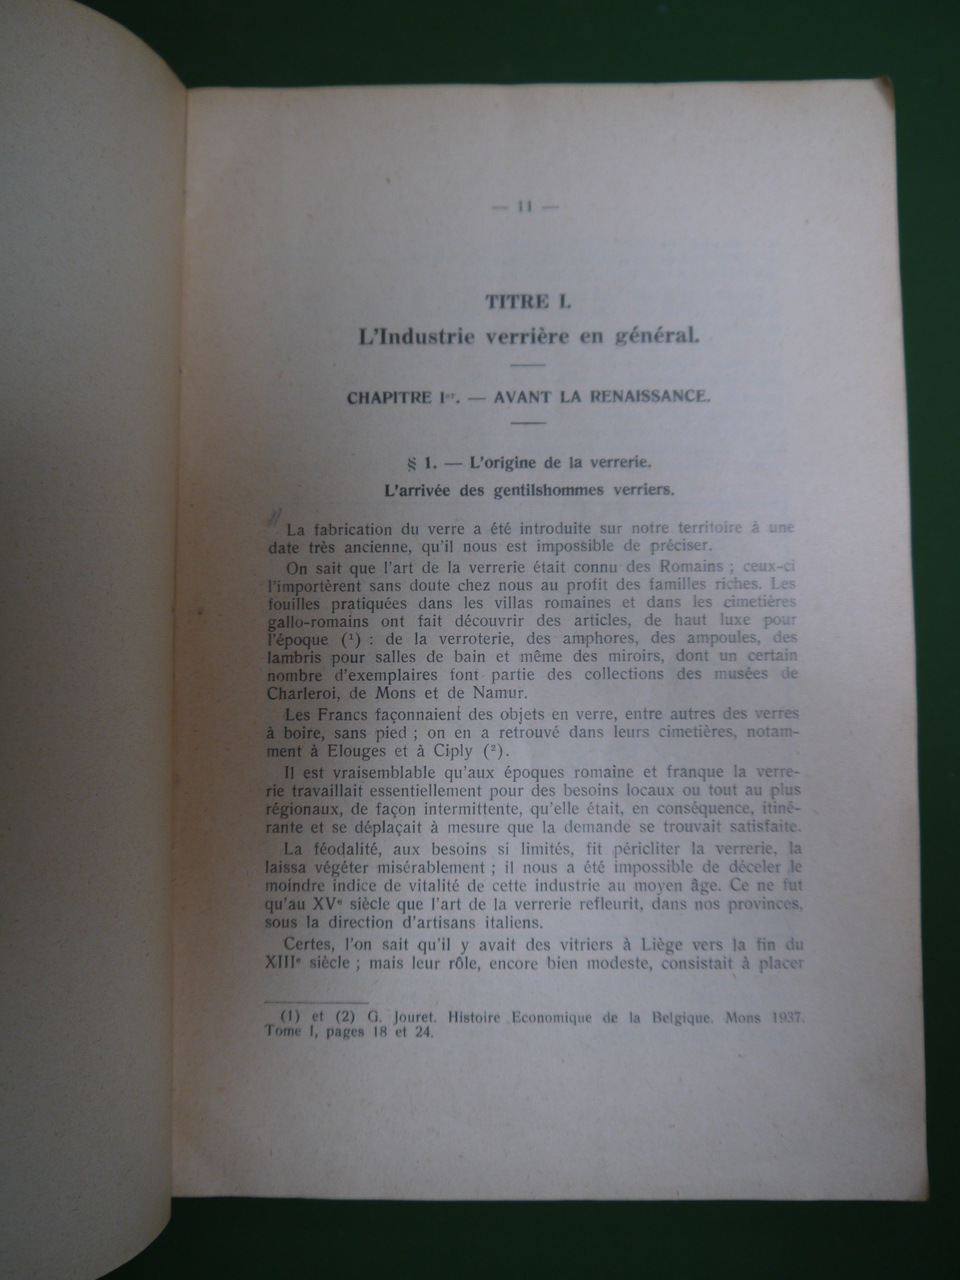 — 11 —
TITRE I.
L'Industrie verrière en général.
CHAPITRE Iᵉʳ. — AVANT LA RENAISSANCE.
§ 1. — L'origine de la verrerie.
L'arrivée des gentilshommes verriers.
La fabrication du verre a été introduite sur notre territoire à une
date très ancienne, qu'il nous est impossible de préciser.
On sait que l'art de la verrerie était connu des Romains ; ceux-ci
l'importèrent sans doute chez nous au profit des familles riches. Les
fouilles pratiquées dans les villas romaines et dans les cimetières
gallo-romains ont fait découvrir des articles, de haut luxe pour
l'époque (¹) : de la verroterie, des amphores, des ampoules, des
lambris pour salles de bain et même des miroirs, dont un certain
nombre d'exemplaires font partie des collections des musées de
Charleroi, de Mons et de Namur.
Les Francs façonnaient des objets en verre, entre autres des verres
à boire, sans pied ; on en a retrouvé dans leurs cimetières, notam-
ment à Elouges et à Ciply (²).
Il est vraisemblable qu'aux époques romaine et franque la verre-
rie travaillait essentiellement pour des besoins locaux ou tout au plus
régionaux, de façon intermittente, qu'elle était, en conséquence, itiné-
rante et se déplaçait à mesure que la demande se trouvait satisfaite.
La féodalité, aux besoins si limités, fit péricliter la verrerie, la
laissa végéter misérablement ; il nous a été impossible de déceler le
moindre indice de vitalité de cette industrie au moyen âge. Ce ne fut
qu'au XVᵉ siècle que l'art de la verrerie refleurit, dans nos provinces,
sous la direction d'artisans italiens.
Certes, l'on sait qu'il y avait des vitriers à Liège vers la fin du
XIIIᵉ siècle ; mais leur rôle, encore bien modeste, consistait à placer
(1) et (2) G. Jouret. Histoire Economique de la Belgique. Mons 1937.
Tome I, pages 18 et 24.